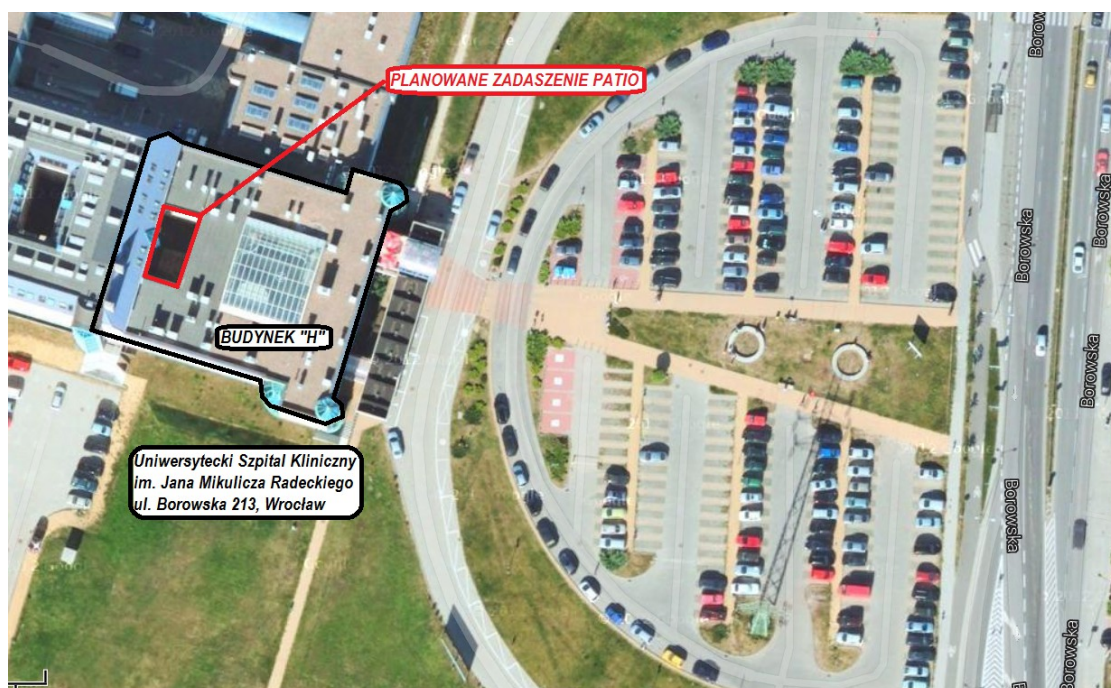 PLANOWANE ZADASZENIE PATIO
BUDYNEK "H"
Uniwersytecki Szpital Kliniczny
im. Jana Mikulicza Radeckiego
ul. Borowska 213, Wrocław
Borowska
Borowska
Borowska
Borowska
Borowska